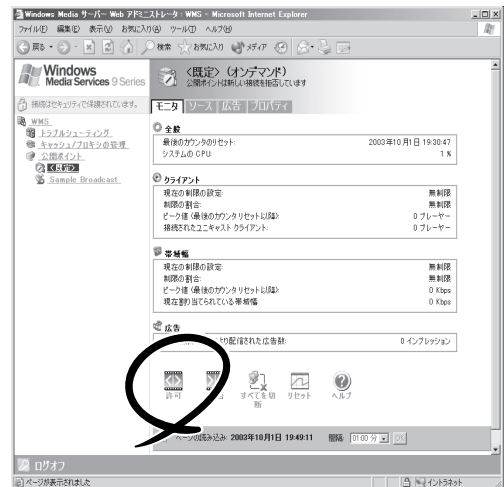 Windows Media サーバー Web アドミニストレータ : WMS - Microsoft Internet Explorer
ファイル(F) 編集(E) 表示(V) お気に入り(A) ツール(T) ヘルプ(H)
戻る 検索 お気に入り メディア
Windows
Media Services 9 Series
<既定> (オンデマンド)
公開ポイントは新しい接続を拒否しています
接続はセキュリティで保護されていません。
モニタ ソース 広告 プロパティ
WMS
トラブルシューティング
キャッシュ/プロキシの管理
公開ポイント
<既定>
Sample Broadcast
全般
最後のカウンタのリセット: 2003年10月1日 19:30:47
システムの CPU: 1 %
クライアント
現在の制限の設定: 無制限
制限の割合: 無制限
ピーク値 (最後のカウンタ リセット以降): 0 プレーヤー
接続されたユニキャスト クライアント: 0 プレーヤー
帯域幅
現在の制限の設定: 無制限
制限の割合: 無制限
ピーク値 (最後のカウンタ リセット以降): 0 Kbps
現在割り当てられている帯域幅: 0 Kbps
広告
より配信された広告数: 0 インプレッション
許可 すべてを切断 リセット ヘルプ
ページの読み込み: 2003年10月1日 19:49:11 間隔: 01:00 分 OK
ログオフ
ページが表示されました イントラネット